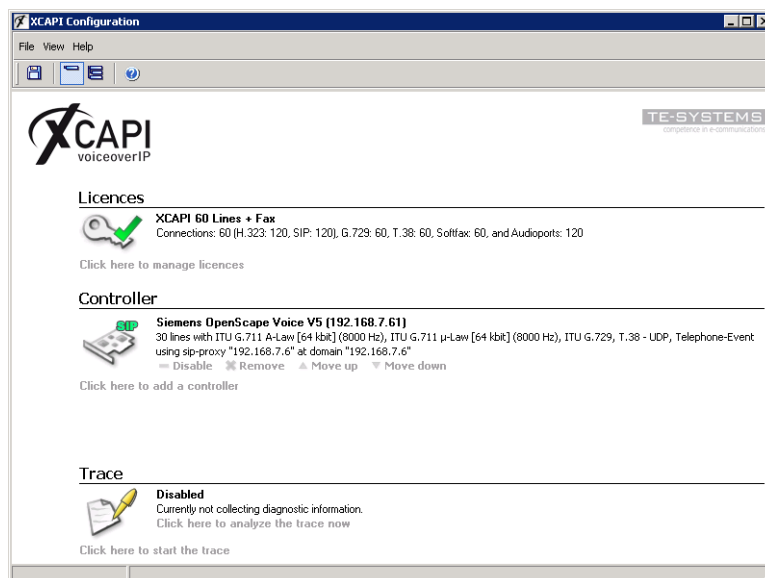 XCAPI Configuration
File View Help
XCAPI
voiceoverIP
TE-SYSTEMS
competence in e-communications
Licences
XCAPI 60 Lines + Fax
Connections: 60 (H.323: 120, SIP: 120), G.729: 60, T.38: 60, Softfax: 60, and Audioports: 120
Click here to manage licences
Controller
SIP
Siemens OpenScape Voice V5 (192.168.7.61)
30 lines with ITU G.711 A-Law [64 kbit] (8000 Hz), ITU G.711 µ-Law [64 kbit] (8000 Hz), ITU G.729, T.38 - UDP, Telephone-Event
using sip-proxy "192.168.7.6" at domain "192.168.7.6"
Disable Remove Move up Move down
Click here to add a controller
Trace
Disabled
Currently not collecting diagnostic information.
Click here to analyze the trace now
Click here to start the trace